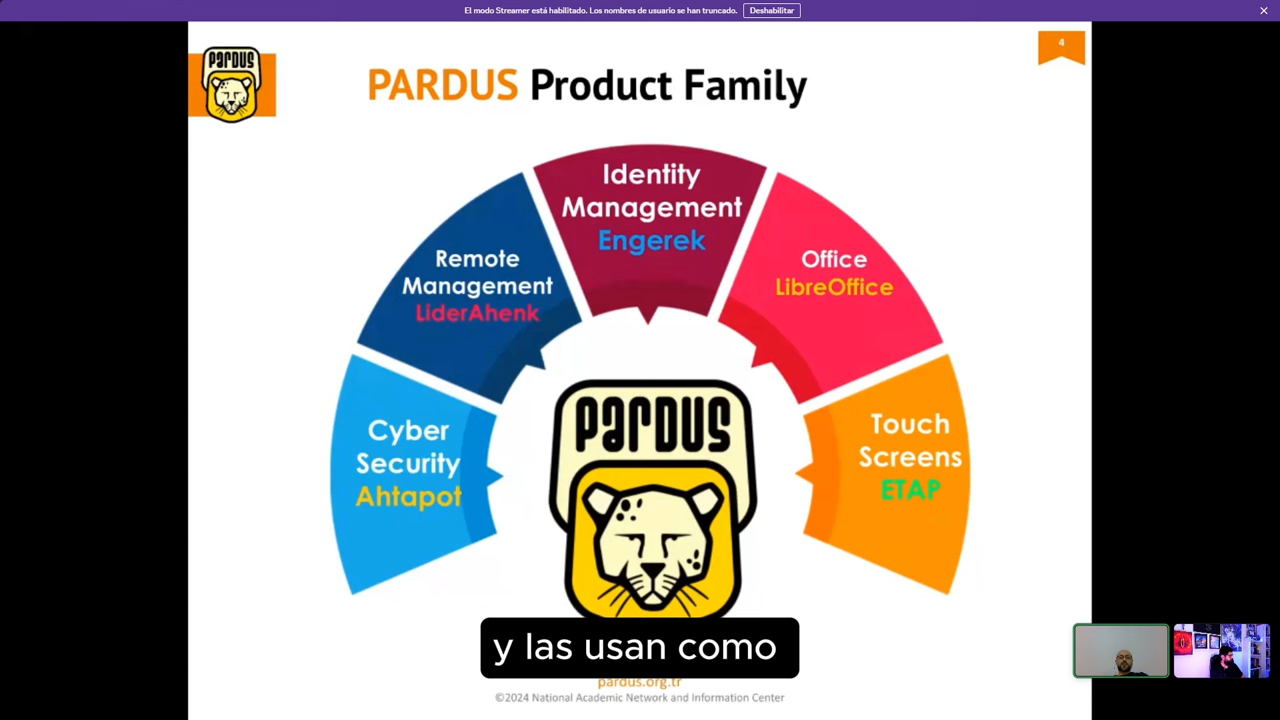 El modo Streamer está habilitado. Los nombres de usuario se han truncado. Deshabilitar
4
PARDUS
PARDUS Product Family
Identity
Management
Engerek
Remote
Management
LiderAhenk
Office
LibreOffice
Cyber
Security
Ahtapot
Touch
Screens
ETAP
PARDUS
y las usan como
pardus.org.tr
©2024 National Academic Network and Information Center